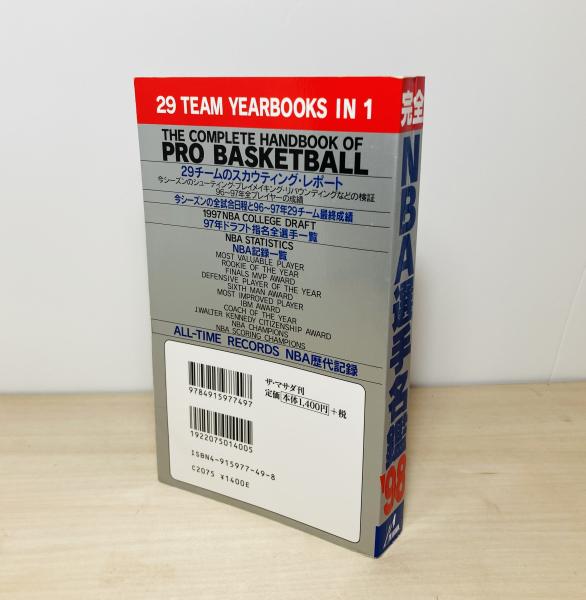 29 TEAM YEARBOOKS IN 1
THE COMPLETE HANDBOOK OF
PRO BASKETBALL
29チームのスカウティング・レポート
今シーズンのシューティング・プレイメイキング・リバウンディングなどの検証
96〜97年全プレイヤーの成績
今シーズンの全試合日程と96〜97年29チーム最終成績
1997 NBA COLLEGE DRAFT
97年ドラフト指名全選手一覧
NBA STATISTICS
NBA記録一覧
MOST VALUABLE PLAYER
ROOKIE OF THE YEAR
FINALS MVP AWARD
DEFENSIVE PLAYER OF THE YEAR
SIXTH MAN AWARD
MOST IMPROVED PLAYER
IBM AWARD
COACH OF THE YEAR
J.WALTER KENNEDY CITIZENSHIP AWARD
NBA CHAMPIONS
NBA SCORING CHAMPIONS
ALL-TIME RECORDS NBA歴代記録
9784915977497
1922075014005
ザ・マサダ刊
定価 本体1,400円 +税
ISBN4-915977-49-8
C2075 ¥1400E
完全
NBA選手名鑑
'98